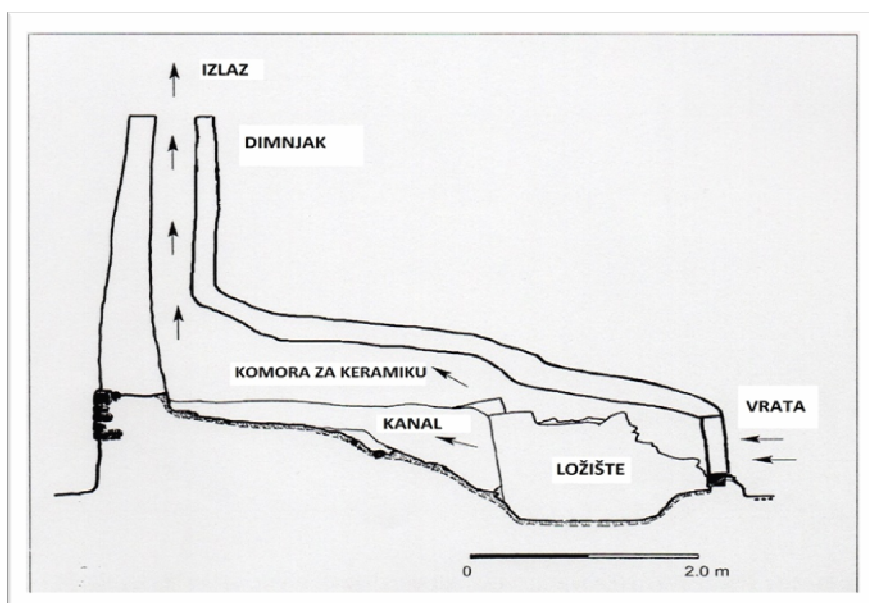 IZLAZ
DIMNJAK
KOMORA ZA KERAMIKU
VRATA
KANAL
LOŽIŠTE
0 2.0 m